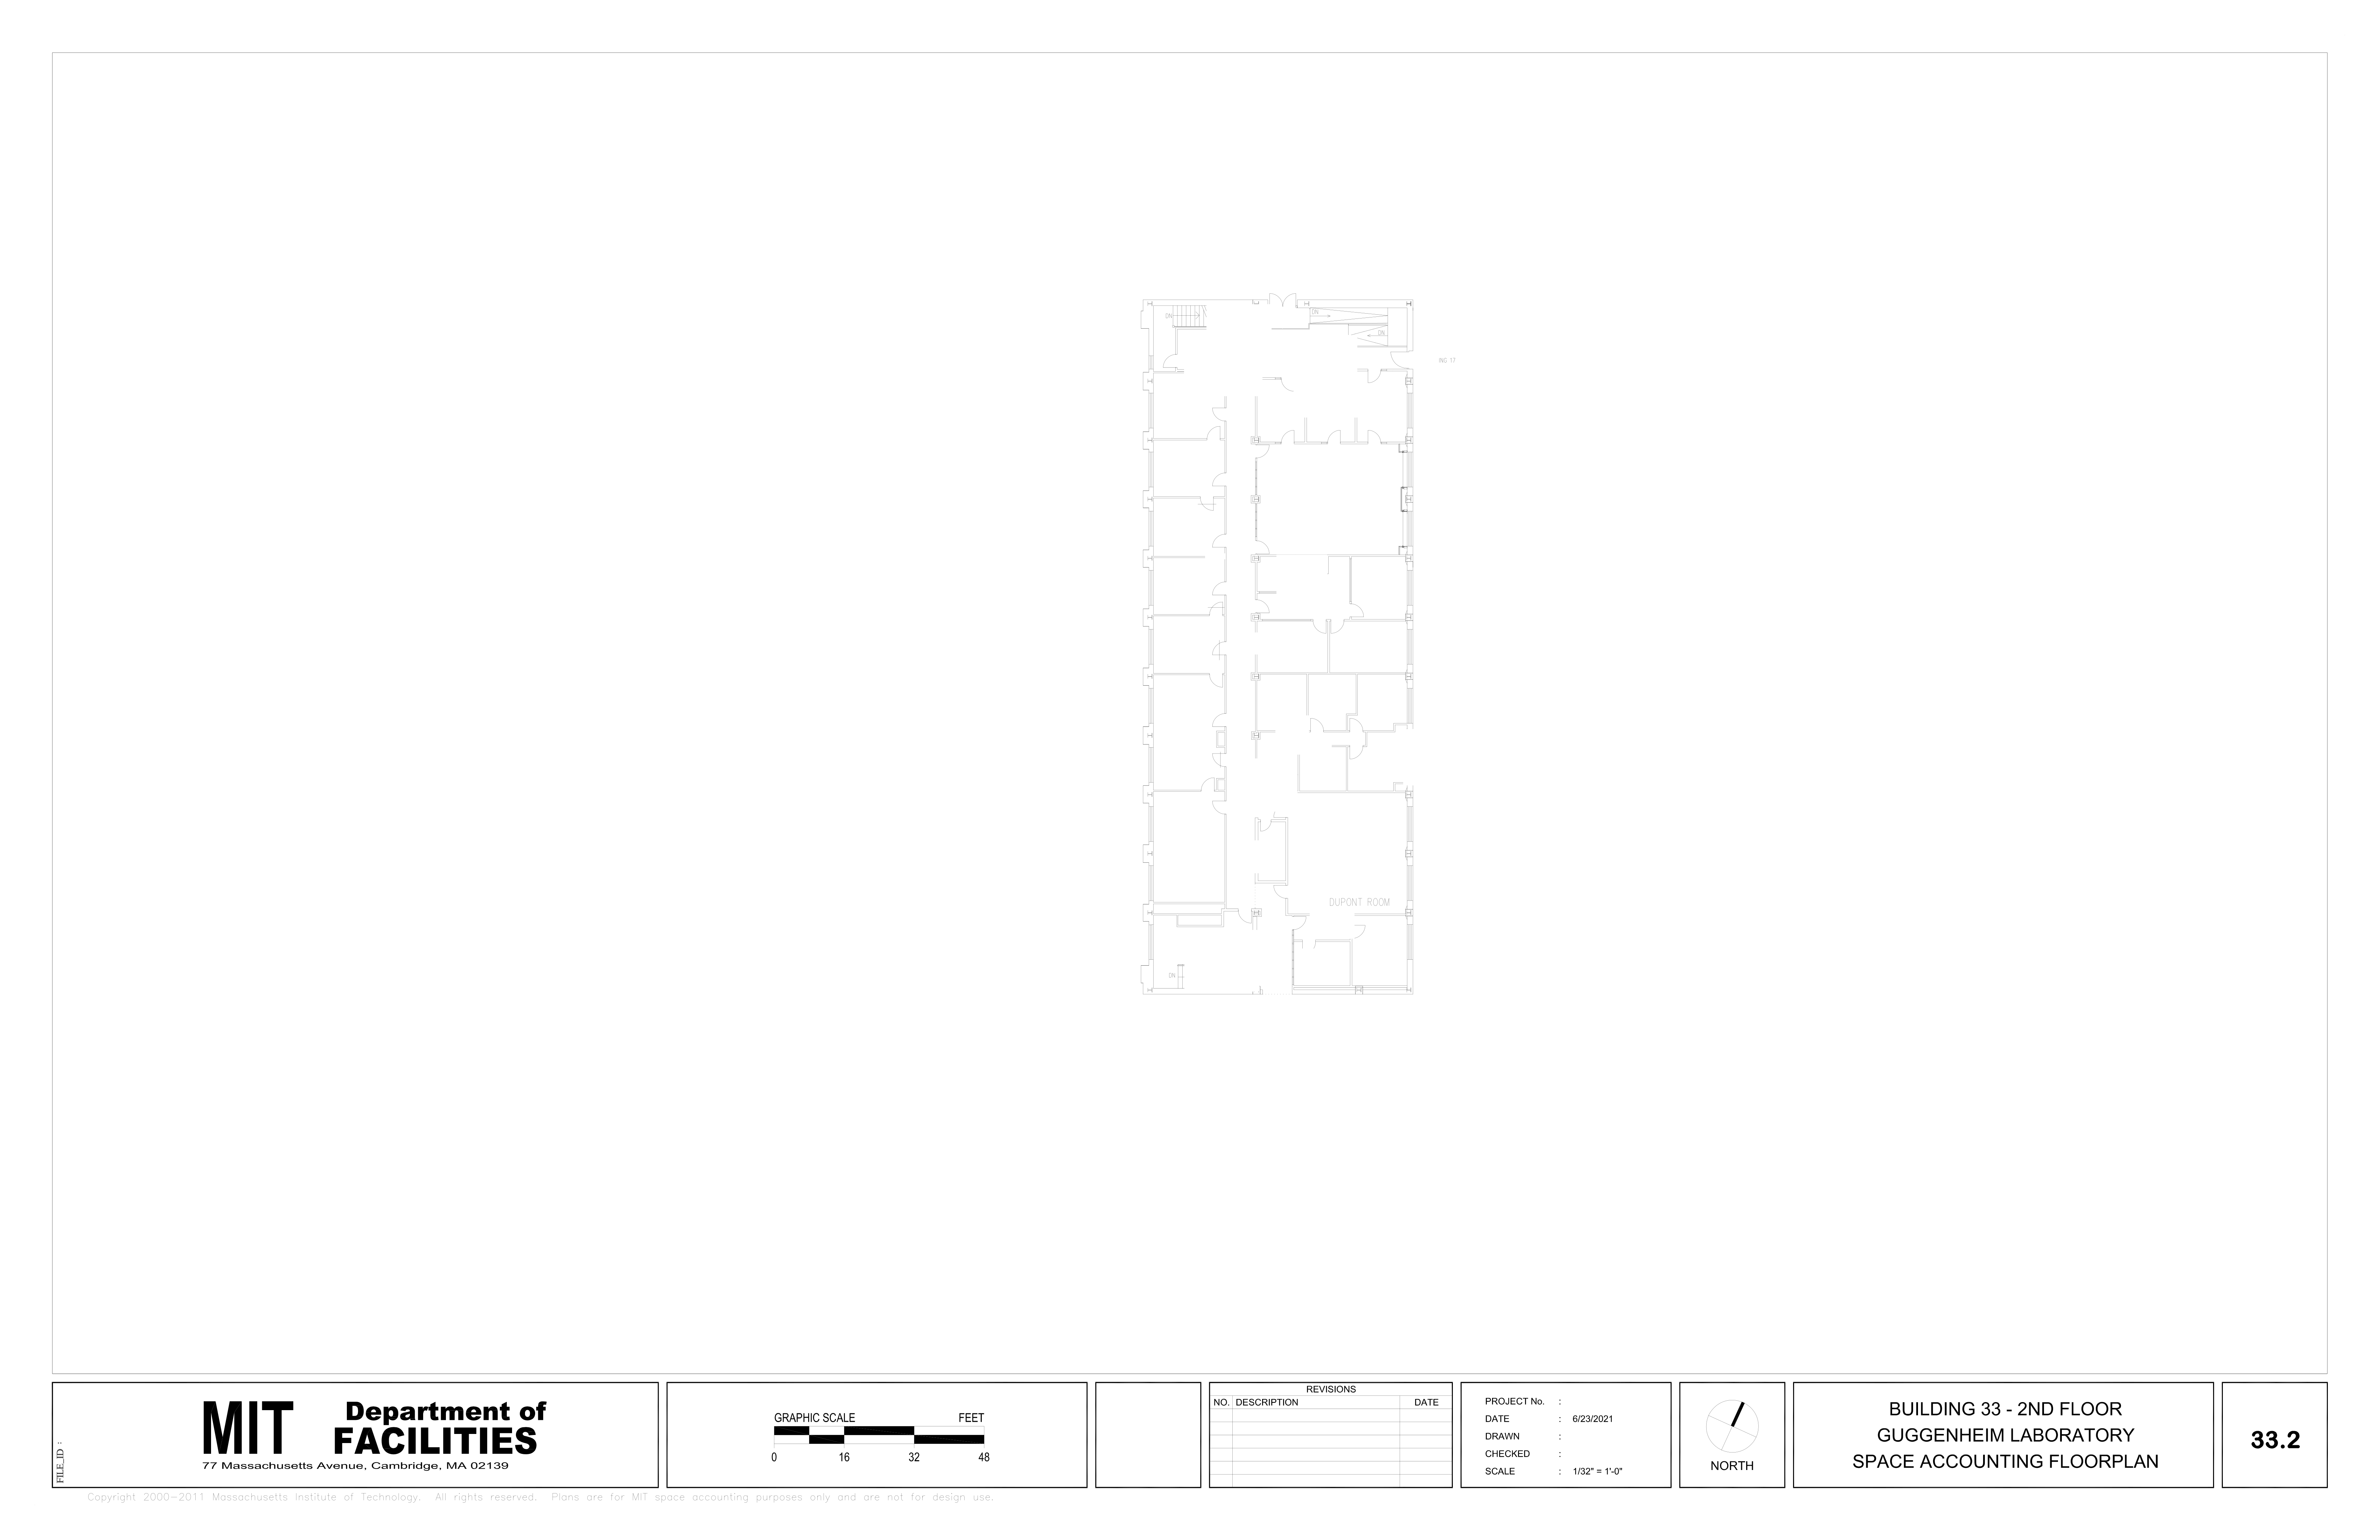 DN
DN
DN
ING 17
DUPONT ROOM
DN
FILE_ID :
MIT Department of
FACILITIES
77 Massachusetts Avenue, Cambridge, MA 02139
GRAPHIC SCALE FEET
0 16 32 48
REVISIONS
NO. DESCRIPTION DATE
PROJECT No. :
DATE : 6/23/2021
DRAWN :
CHECKED :
SCALE : 1/32" = 1'-0"
NORTH
BUILDING 33 - 2ND FLOOR
GUGGENHEIM LABORATORY
SPACE ACCOUNTING FLOORPLAN
33.2
Copyright 2000-2011 Massachusetts Institute of Technology. All rights reserved. Plans are for MIT space accounting purposes only and are not for design use.